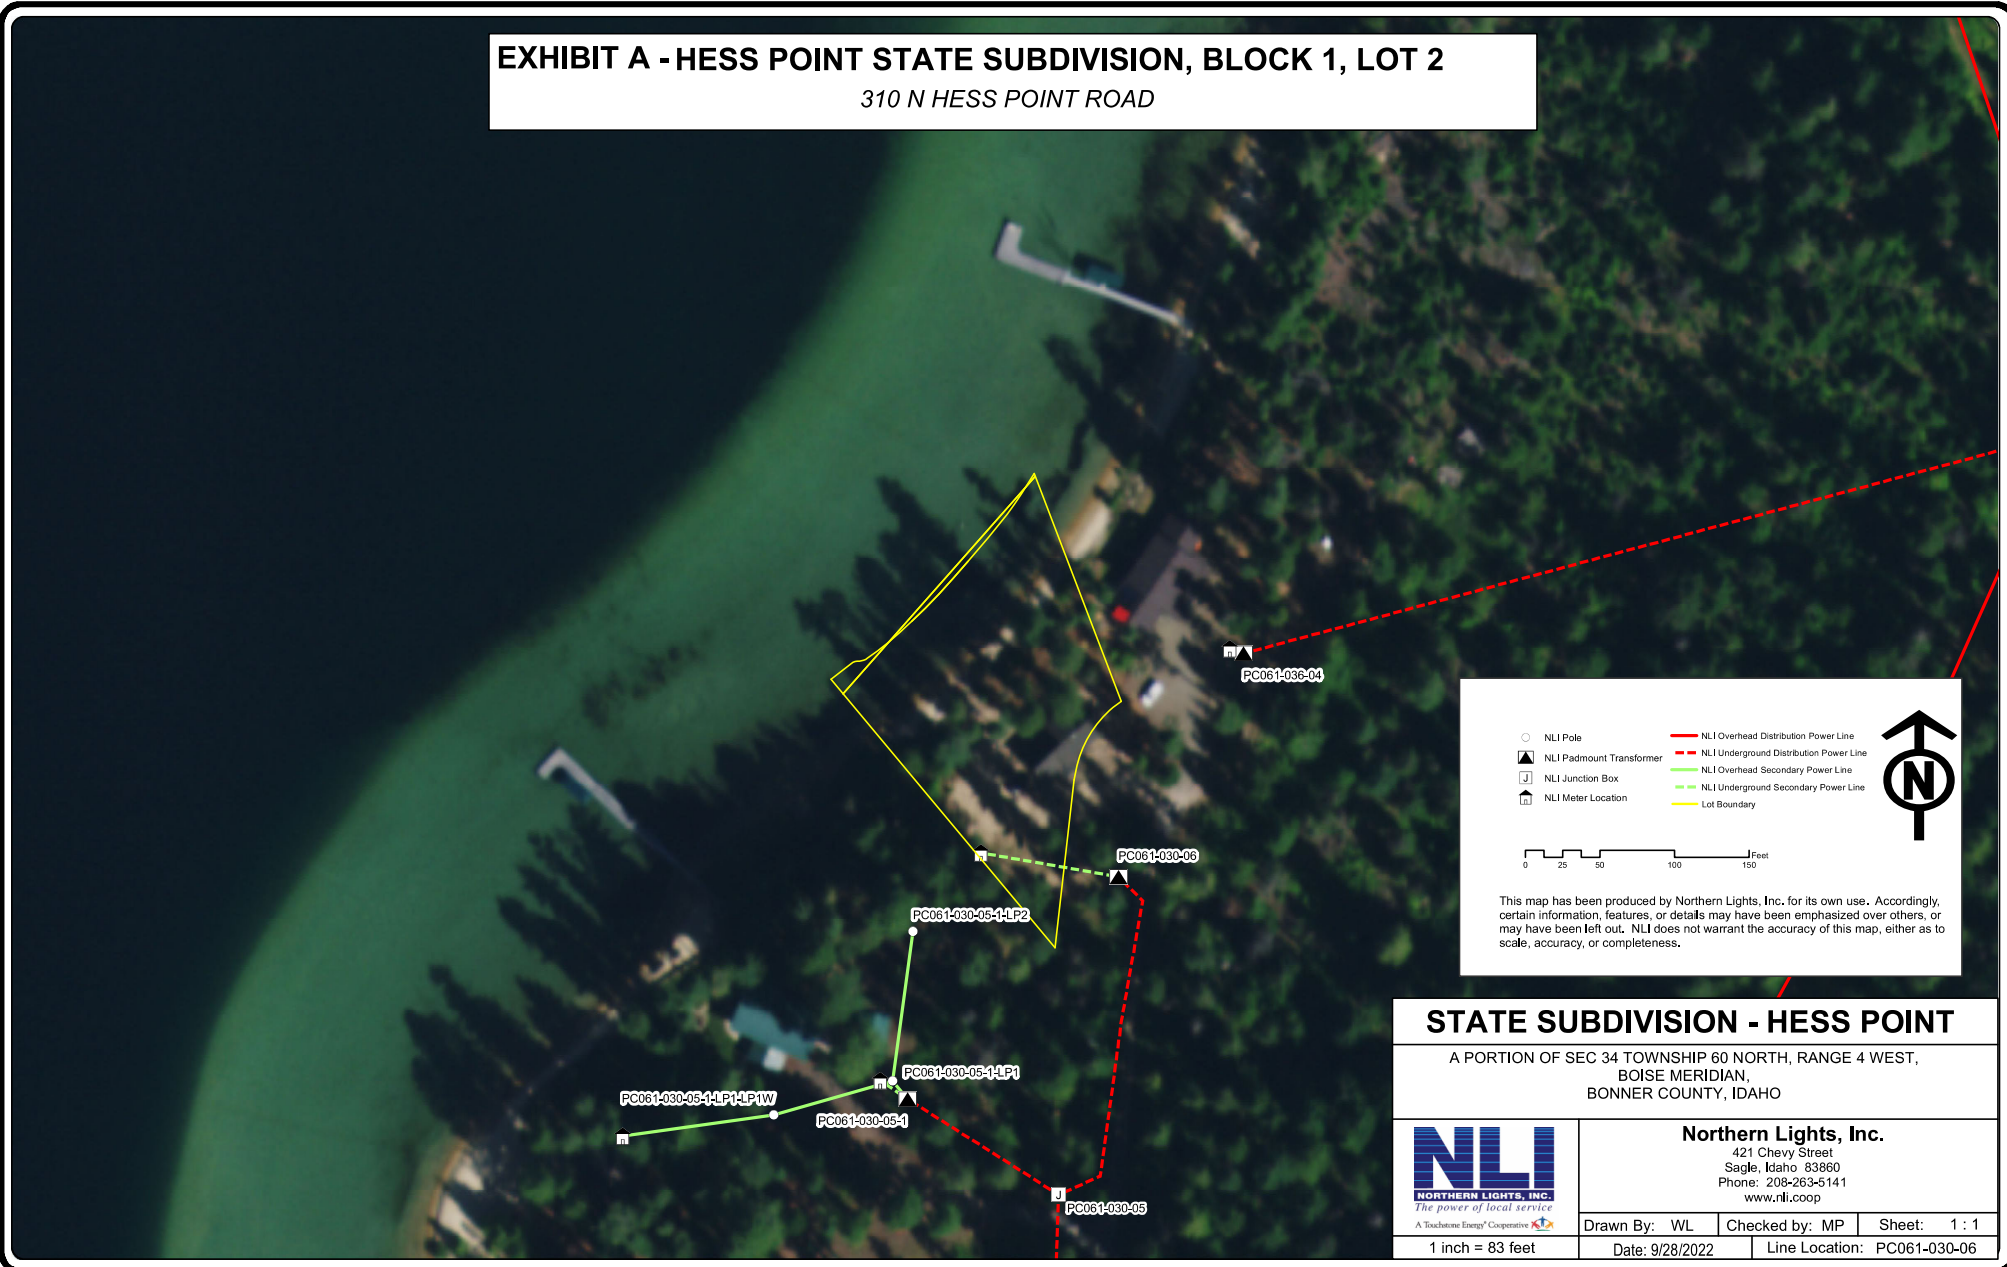 EXHIBIT A - HESS POINT STATE SUBDIVISION, BLOCK 1, LOT 2
310 N HESS POINT ROAD
PC061-036-04
PC061-030-06
PC061-030-05-1-LP2
PC061-030-05-1-LP1
PC061-030-05-1-LP1-LP1W
PC061-030-05-1
J
PC061-030-05
NLI Pole
NLI Padmount Transformer
J NLI Junction Box
NLI Meter Location
NLI Overhead Distribution Power Line
NLI Underground Distribution Power Line
NLI Overhead Secondary Power Line
NLI Underground Secondary Power Line
Lot Boundary
N
Feet
0 25 50 100 150
This map has been produced by Northern Lights, Inc. for its own use. Accordingly,
certain information, features, or details may have been emphasized over others, or
may have been left out. NLI does not warrant the accuracy of this map, either as to
scale, accuracy, or completeness.
STATE SUBDIVISION - HESS POINT
A PORTION OF SEC 34 TOWNSHIP 60 NORTH, RANGE 4 WEST,
BOISE MERIDIAN,
BONNER COUNTY, IDAHO
NLI
NORTHERN LIGHTS, INC.
The power of local service
A Touchstone Energy® Cooperative
Northern Lights, Inc.
421 Chevy Street
Sagle, Idaho 83860
Phone: 208-263-5141
www.nli.coop
Drawn By: WL
Checked by: MP
Sheet: 1 : 1
1 inch = 83 feet
Date: 9/28/2022
Line Location: PC061-030-06